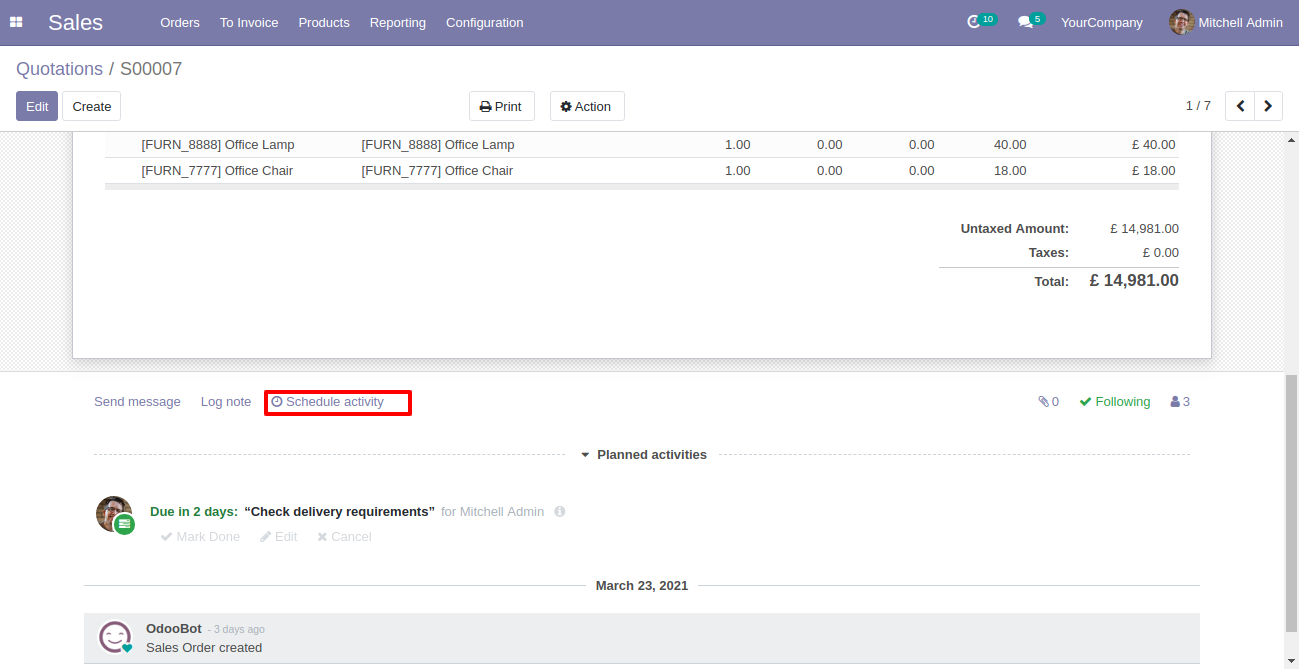 Sales Orders To Invoice Products Reporting Configuration 10 5 YourCompany Mitchell Admin
Quotations / S00007
Edit Create Print Action 1 / 7
[FURN_8888] Office Lamp [FURN_8888] Office Lamp 1.00 0.00 0.00 40.00 £ 40.00
[FURN_7777] Office Chair [FURN_7777] Office Chair 1.00 0.00 0.00 18.00 £ 18.00
Untaxed Amount: £ 14,981.00
Taxes: £ 0.00
Total: £ 14,981.00
Send message Log note Schedule activity 0 Following 3
Planned activities
Due in 2 days: “Check delivery requirements” for Mitchell Admin
Mark Done Edit Cancel
March 23, 2021
OdooBot - 3 days ago
Sales Order created